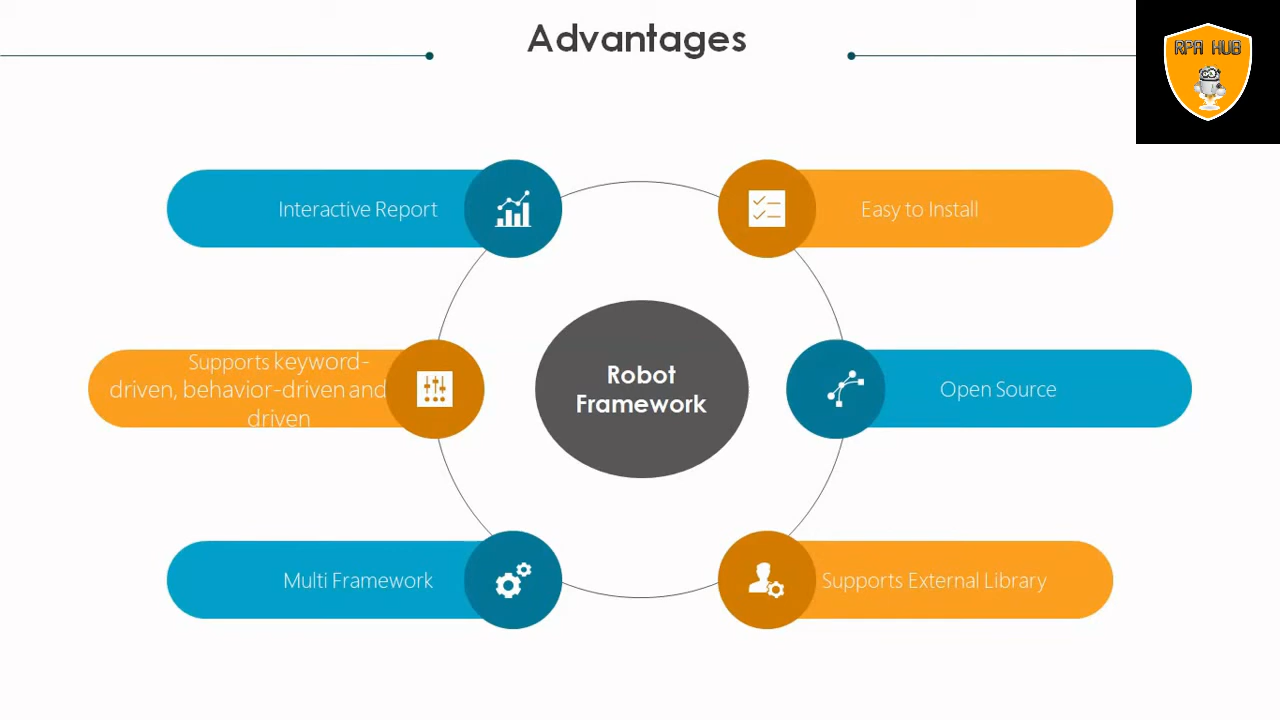 Advantages
RPA HUB
Interactive Report
Easy to Install
Supports keyword-
driven, behavior-driven and
driven
Robot
Framework
Open Source
Multi Framework
Supports External Library